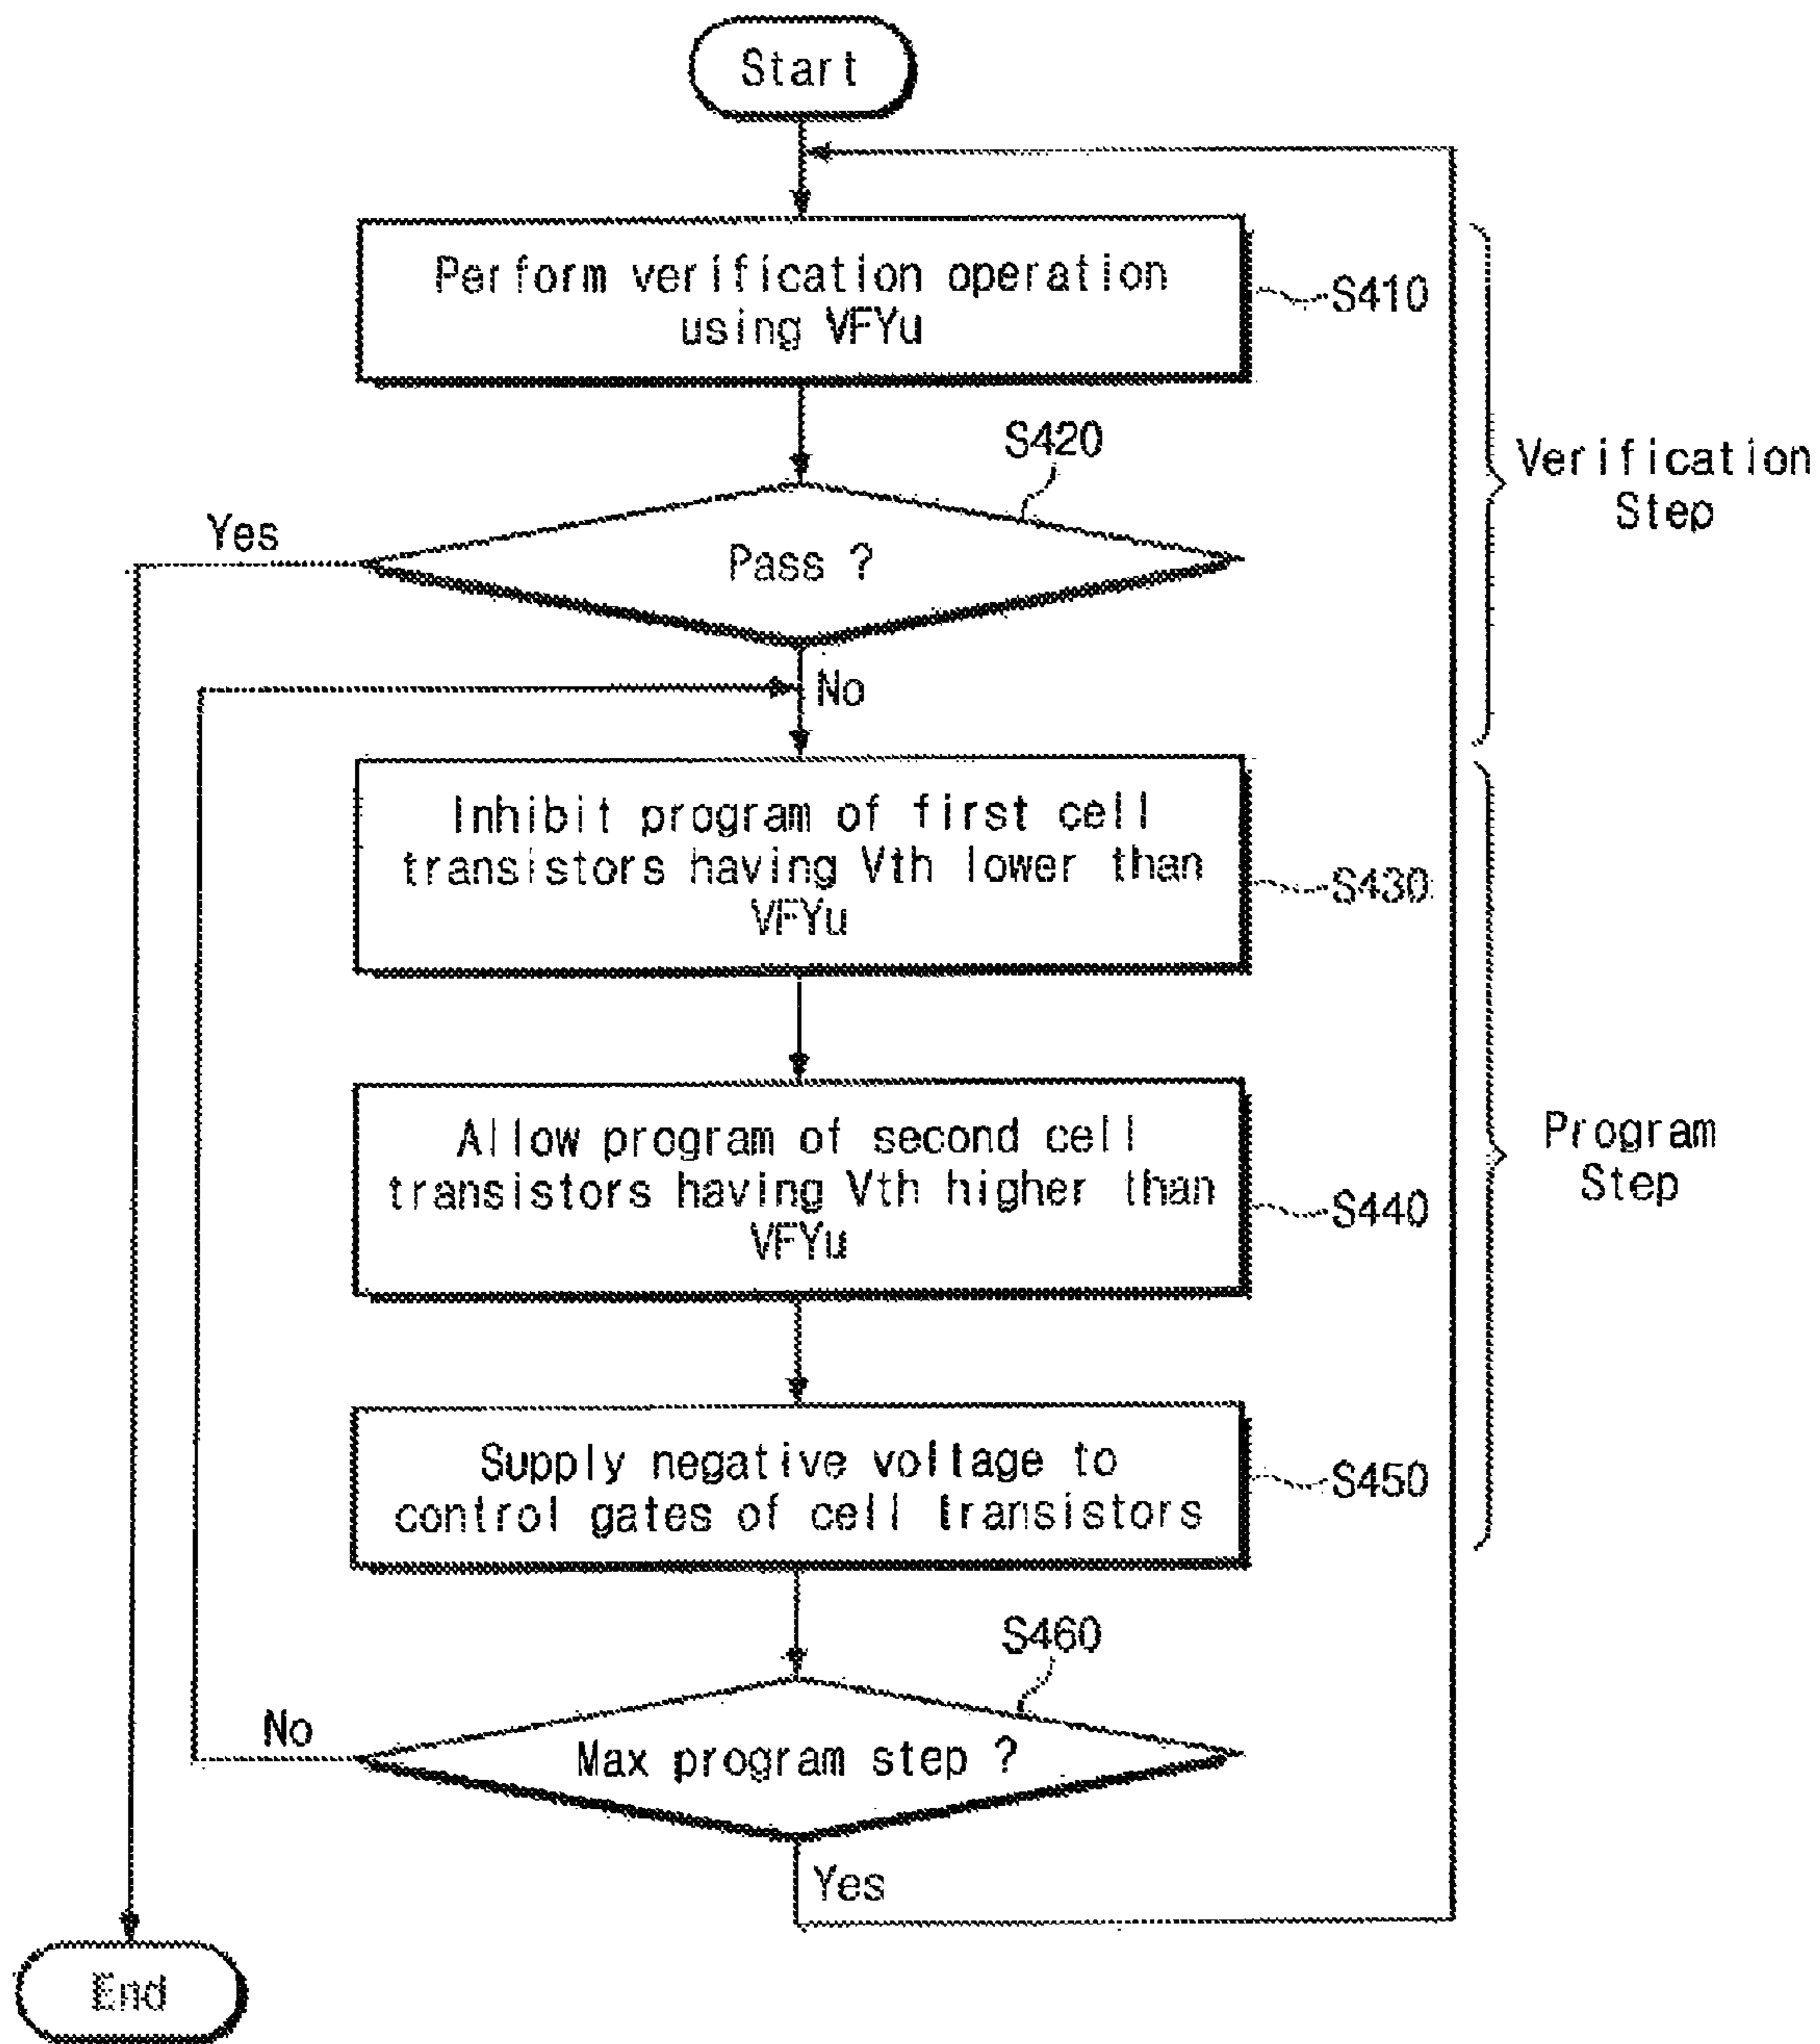 Start
Perform verification operation
using VFYu
S410
S420
Verification
Step
Yes
Pass ?
No
Inhibit program of first cell
transistors having Vth lower than
VFYu
S430
Allow program of second cell
transistors having Vth higher than
VFYu
S440
Program
Step
Supply negative voltage to
control gates of cell transistors
S450
S460
No
Max program step ?
Yes
End